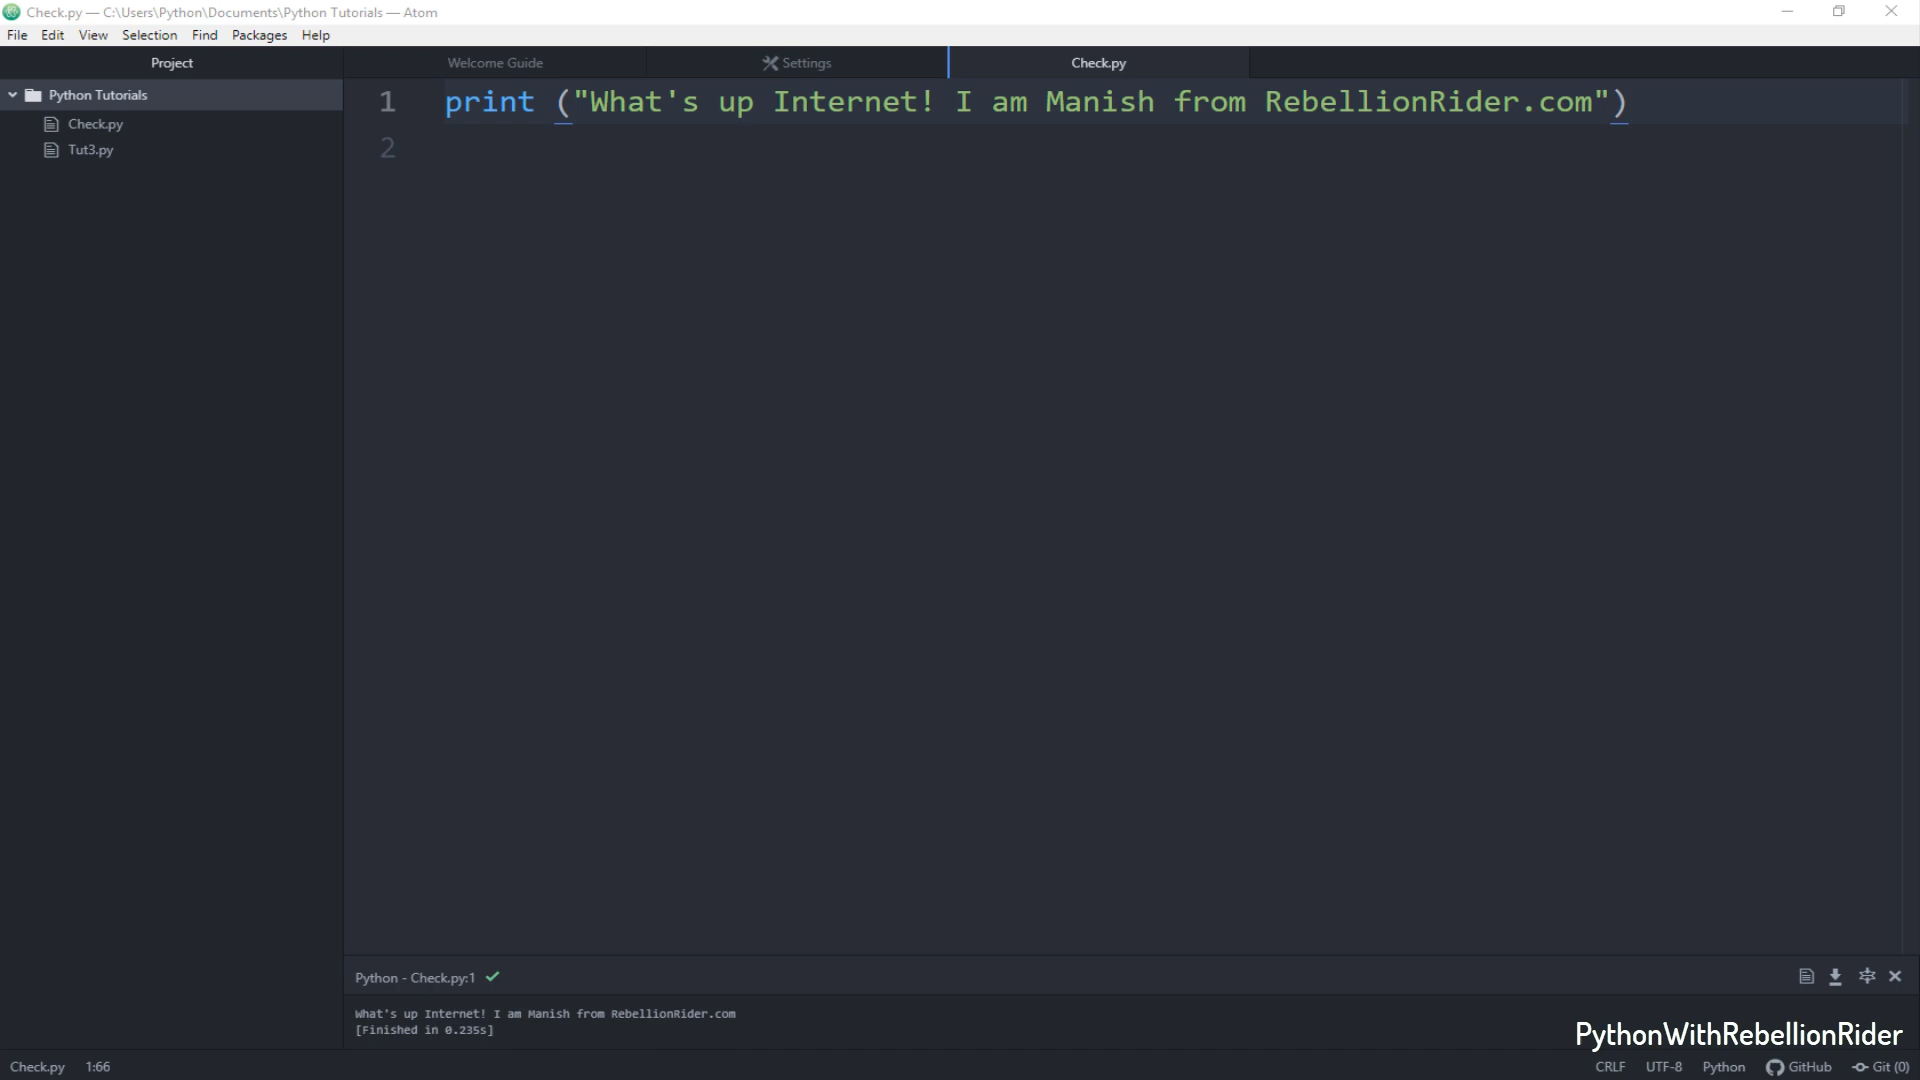 Check.py — C:\Users\Python\Documents\Python Tutorials — Atom
File Edit View Selection Find Packages Help
Project
Welcome Guide
Settings
Check.py
Python Tutorials
Check.py
Tut3.py
1 print ("What's up Internet! I am Manish from RebellionRider.com")
2
Python - Check.py:1
What's up Internet! I am Manish from RebellionRider.com
[Finished in 0.235s]
PythonWithRebellionRider
Check.py 1:66
CRLF UTF-8 Python GitHub Git (0)